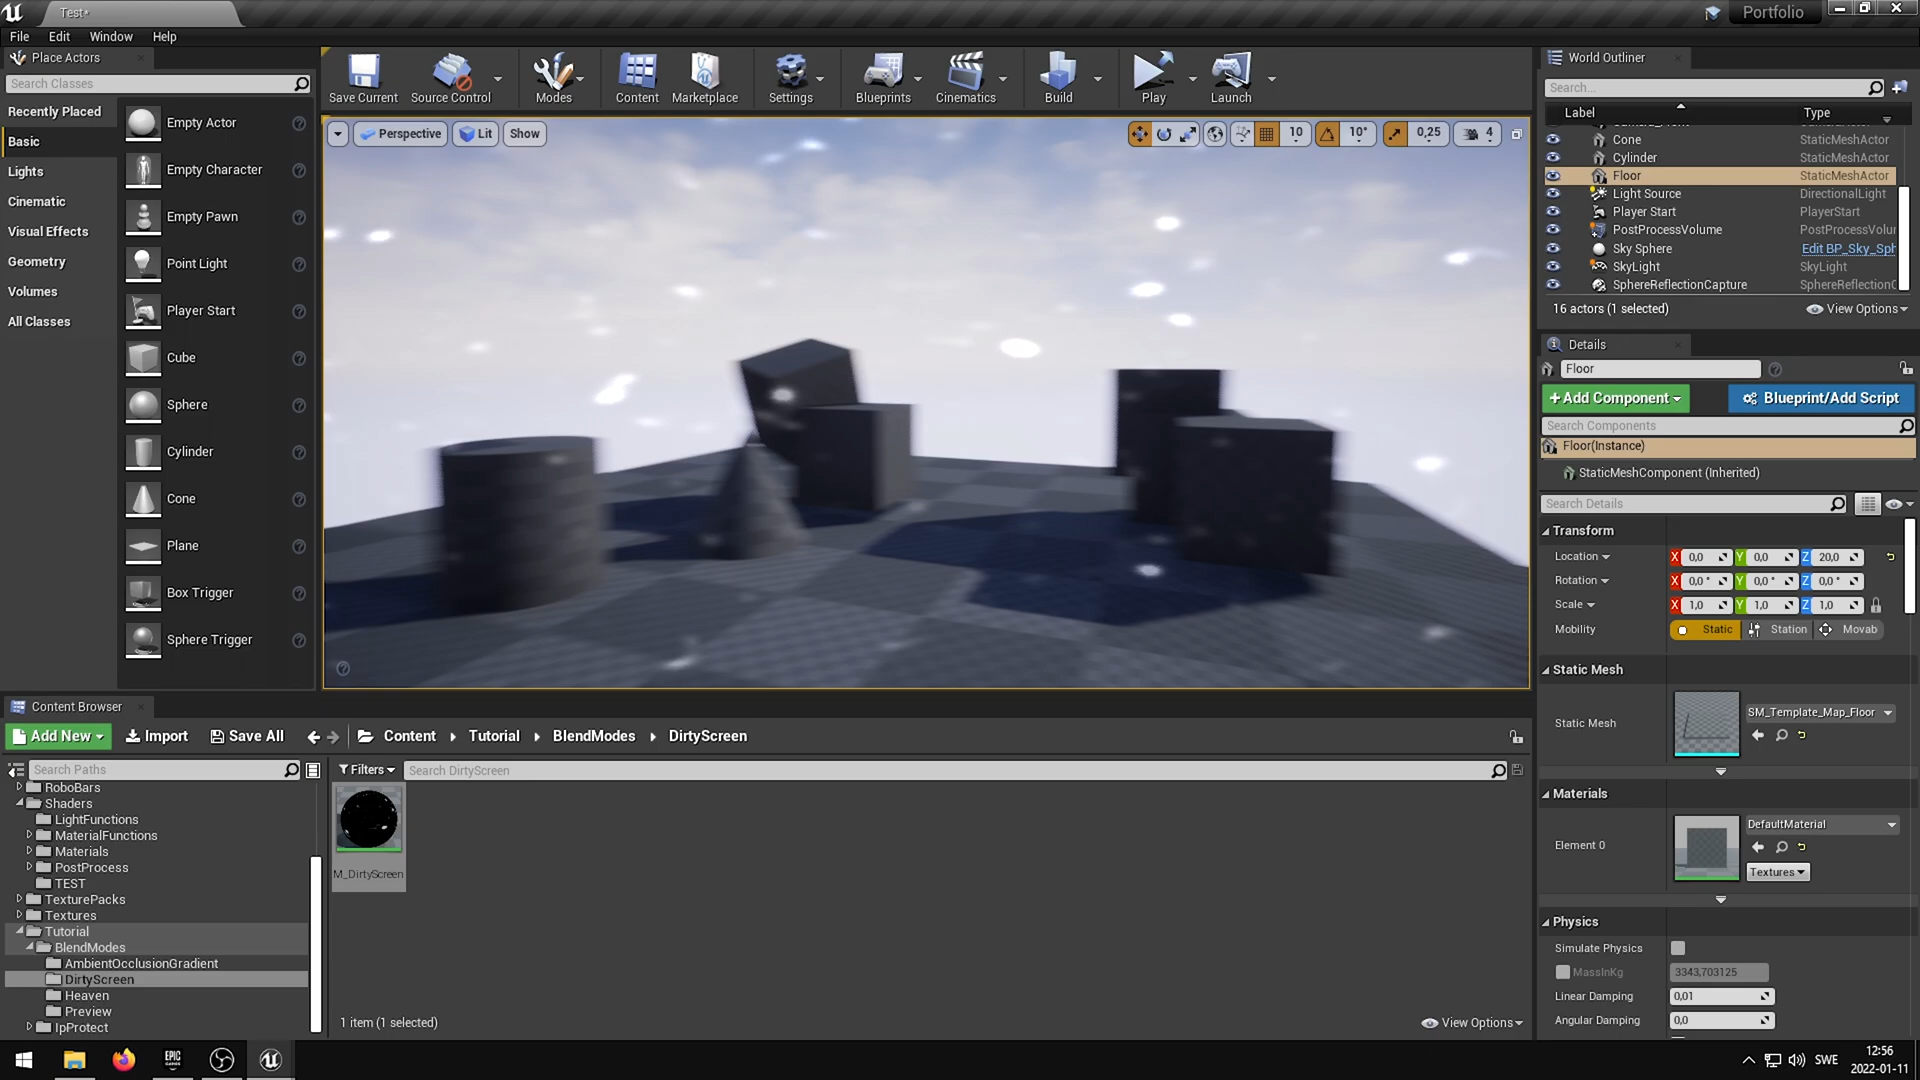 Test*
Portfolio
File Edit Window Help
Place Actors
Search Classes
Recently Placed
Basic
Lights
Cinematic
Visual Effects
Geometry
Volumes
All Classes
Empty Actor
Empty Character
Empty Pawn
Point Light
Player Start
Cube
Sphere
Cylinder
Cone
Plane
Box Trigger
Sphere Trigger
Save Current
Source Control
Modes
Content
Marketplace
Settings
Blueprints
Cinematics
Build
Play
Launch
Perspective Lit Show
10 10° 0,25 4
World Outliner
Search...
Label Type
Cone StaticMeshActor
Cylinder StaticMeshActor
Floor StaticMeshActor
Light Source DirectionalLight
Player Start PlayerStart
PostProcessVolume PostProcessVolur
Sky Sphere Edit BP_Sky_Sph
SkyLight SkyLight
SphereReflectionCapture SphereReflectionC
16 actors (1 selected) View Options
Details
Floor
+Add Component Blueprint/Add Script
Search Components
Floor(Instance)
StaticMeshComponent (Inherited)
Search Details
Transform
Location X 0,0 Y 0,0 Z 20,0
Rotation X 0,0 ° Y 0,0 ° Z 0,0 °
Scale X 1,0 Y 1,0 Z 1,0
Mobility Static Station Movab
Static Mesh
Static Mesh SM_Template_Map_Floor
Materials
Element 0 DefaultMaterial
Textures
Physics
Simulate Physics
MassInKg 3343,703125
Linear Damping 0,01
Angular Damping 0,0
Content Browser
Add New Import Save All Content Tutorial BlendModes DirtyScreen
Search Paths
Filters Search DirtyScreen
RoboBars
Shaders
LightFunctions
MaterialFunctions
Materials
PostProcess
TEST
TexturePacks
Textures
Tutorial
BlendModes
AmbientOcclusionGradient
DirtyScreen
Heaven
Preview
IpProtect
M_DirtyScreen
1 item (1 selected) View Options
EPIC
GAMES
SWE
12:56
2022-01-11